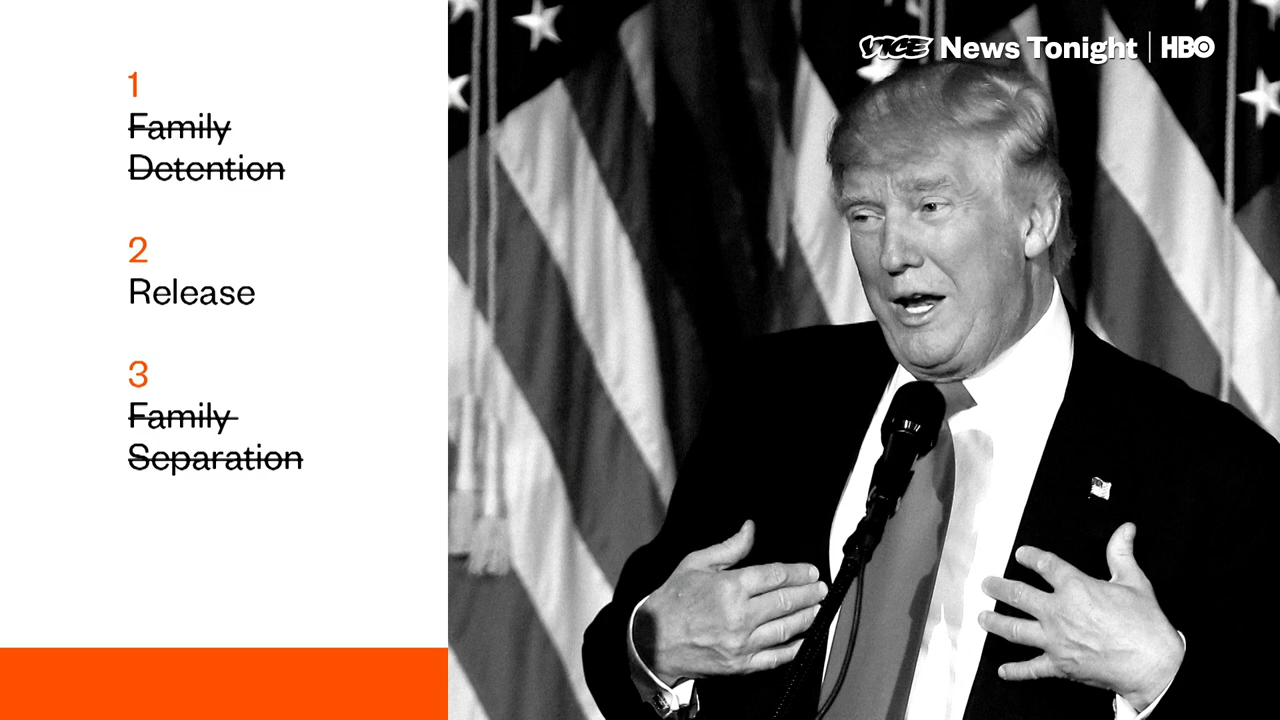 1
Family
Detention
2
Release
3
Family
Separation
VICE News Tonight | HBO